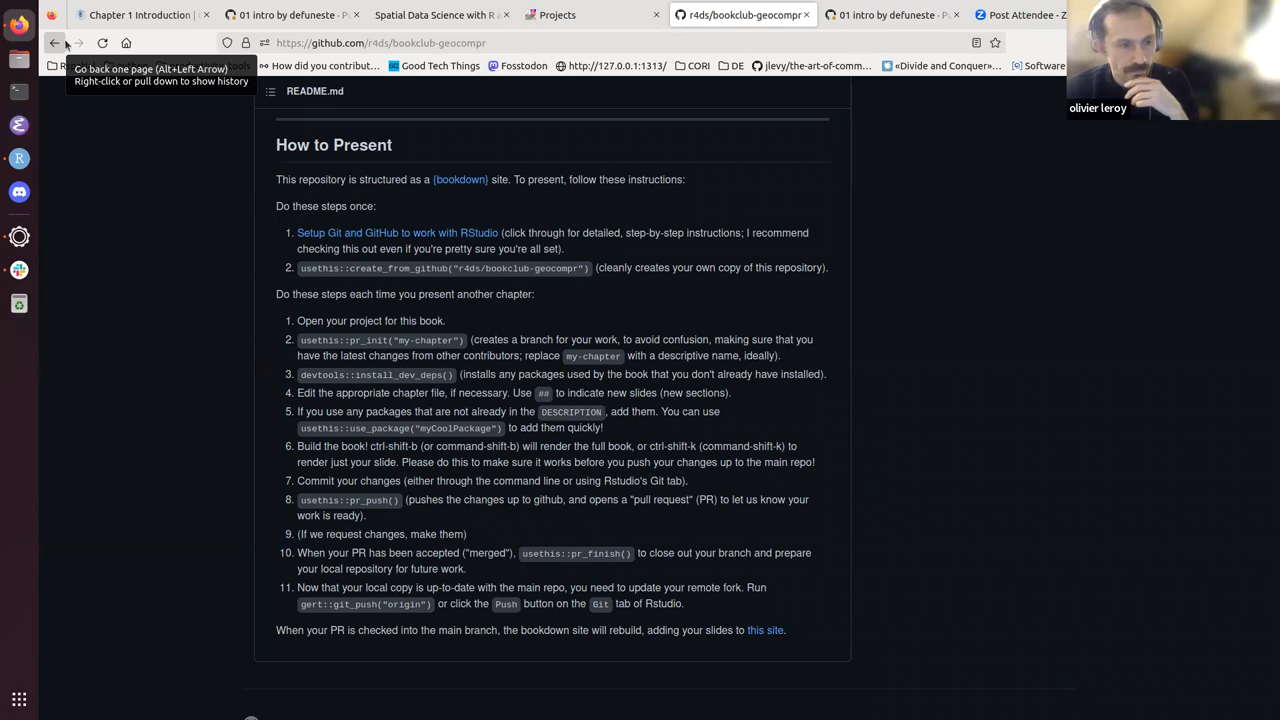 Chapter 1 Introduction |
01 intro by defuneste · Pu
Spatial Data Science with R a
Projects
r4ds/bookclub-geocompr
01 intro by defuneste · Pu
Post Attendee - Z
https://github.com/r4ds/bookclub-geocompr
How did you contribut…
Good Tech Things
Fosstodon
http://127.0.0.1:1313/
CORI
DE
jlevy/the-art-of-comm…
«Divide and Conquer»…
Software
Go back one page (Alt+Left Arrow)
Right-click or pull down to show history
olivier leroy
README.md
How to Present
This repository is structured as a {bookdown} site. To present, follow these instructions:
Do these steps once:
1. Setup Git and GitHub to work with RStudio (click through for detailed, step-by-step instructions; I recommend
checking this out even if you're pretty sure you're all set).
2. usethis::create_from_github("r4ds/bookclub-geocompr") (cleanly creates your own copy of this repository).
Do these steps each time you present another chapter:
1. Open your project for this book.
2. usethis::pr_init("my-chapter") (creates a branch for your work, to avoid confusion, making sure that you
have the latest changes from other contributors; replace my-chapter with a descriptive name, ideally).
3. devtools::install_dev_deps() (installs any packages used by the book that you don't already have installed).
4. Edit the appropriate chapter file, if necessary. Use ## to indicate new slides (new sections).
5. If you use any packages that are not already in the DESCRIPTION, add them. You can use
usethis::use_package("myCoolPackage") to add them quickly!
6. Build the book! ctrl-shift-b (or command-shift-b) will render the full book, or ctrl-shift-k (command-shift-k) to
render just your slide. Please do this to make sure it works before you push your changes up to the main repo!
7. Commit your changes (either through the command line or using Rstudio's Git tab).
8. usethis::pr_push() (pushes the changes up to github, and opens a "pull request" (PR) to let us know your
work is ready).
9. (If we request changes, make them)
10. When your PR has been accepted ("merged"), usethis::pr_finish() to close out your branch and prepare
your local repository for future work.
11. Now that your local copy is up-to-date with the main repo, you need to update your remote fork. Run
gert::git_push("origin") or click the Push button on the Git tab of Rstudio.
When your PR is checked into the main branch, the bookdown site will rebuild, adding your slides to this site.